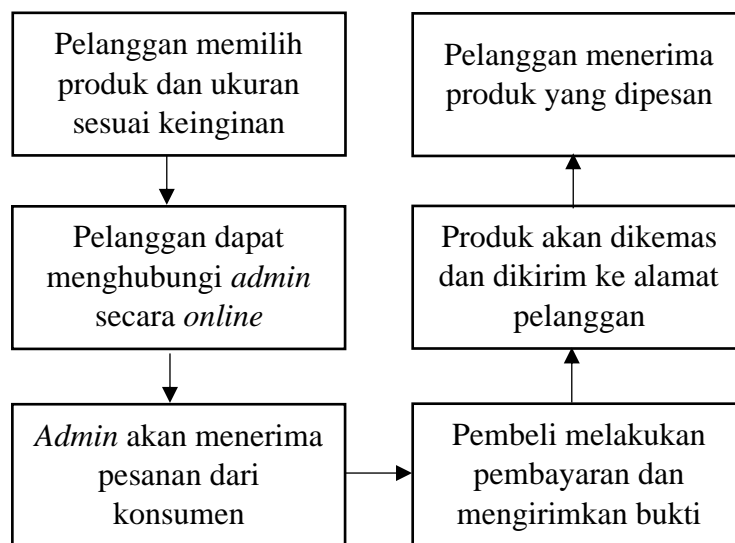 Pelanggan memilih
produk dan ukuran
sesuai keinginan
Pelanggan dapat
menghubungi admin
secara online
Admin akan menerima
pesanan dari
konsumen
Pembeli melakukan
pembayaran dan
mengirimkan bukti
Produk akan dikemas
dan dikirim ke alamat
pelanggan
Pelanggan menerima
produk yang dipesan